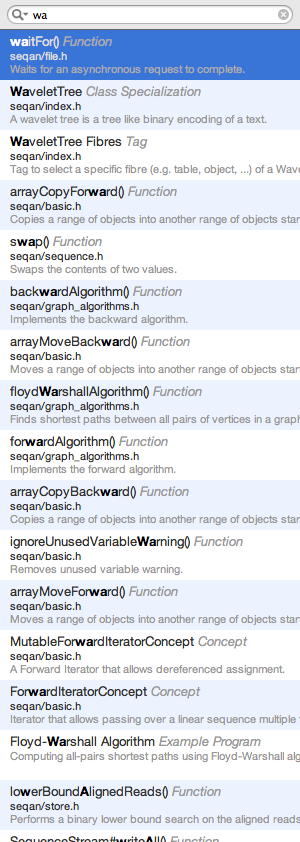 wa
waitFor() Function
seqan/file.h
Waits for an asynchronous request to complete.
WaveletTree Class Specialization
seqan/index.h
A wavelet tree is a tree like binary encoding of a text.
WaveletTree Fibres Tag
seqan/index.h
Tag to select a specific fibre (e.g. table, object, ...) of a Wave
arrayCopyForward() Function
seqan/basic.h
Copies a range of objects into another range of objects star
swap() Function
seqan/sequence.h
Swaps the contents of two values.
backwardAlgorithm() Function
seqan/graph_algorithms.h
Implements the backward algorithm.
arrayMoveBackward() Function
seqan/basic.h
Moves a range of objects into another range of objects star
floydWarshallAlgorithm() Function
seqan/graph_algorithms.h
Finds shortest paths between all pairs of vertices in a graph
forwardAlgorithm() Function
seqan/graph_algorithms.h
Implements the forward algorithm.
arrayCopyBackward() Function
seqan/basic.h
Copies a range of objects into another range of objects star
ignoreUnusedVariableWarning() Function
seqan/basic.h
Removes unused variable warning.
arrayMoveForward() Function
seqan/basic.h
Moves a range of objects into another range of objects star
MutableForwardIteratorConcept Concept
seqan/basic.h
A Forward Iterator that allows dereferenced assignment.
ForwardIteratorConcept Concept
seqan/basic.h
Iterator that allows passing over a linear sequence multiple
Floyd-Warshall Algorithm Example Program
Computing all-pairs shortest paths using Floyd-Warshall alg
lowerBoundAlignedReads() Function
seqan/store.h
Performs a binary lower bound search on the aligned reads
SequenceStream#writeAll() Function